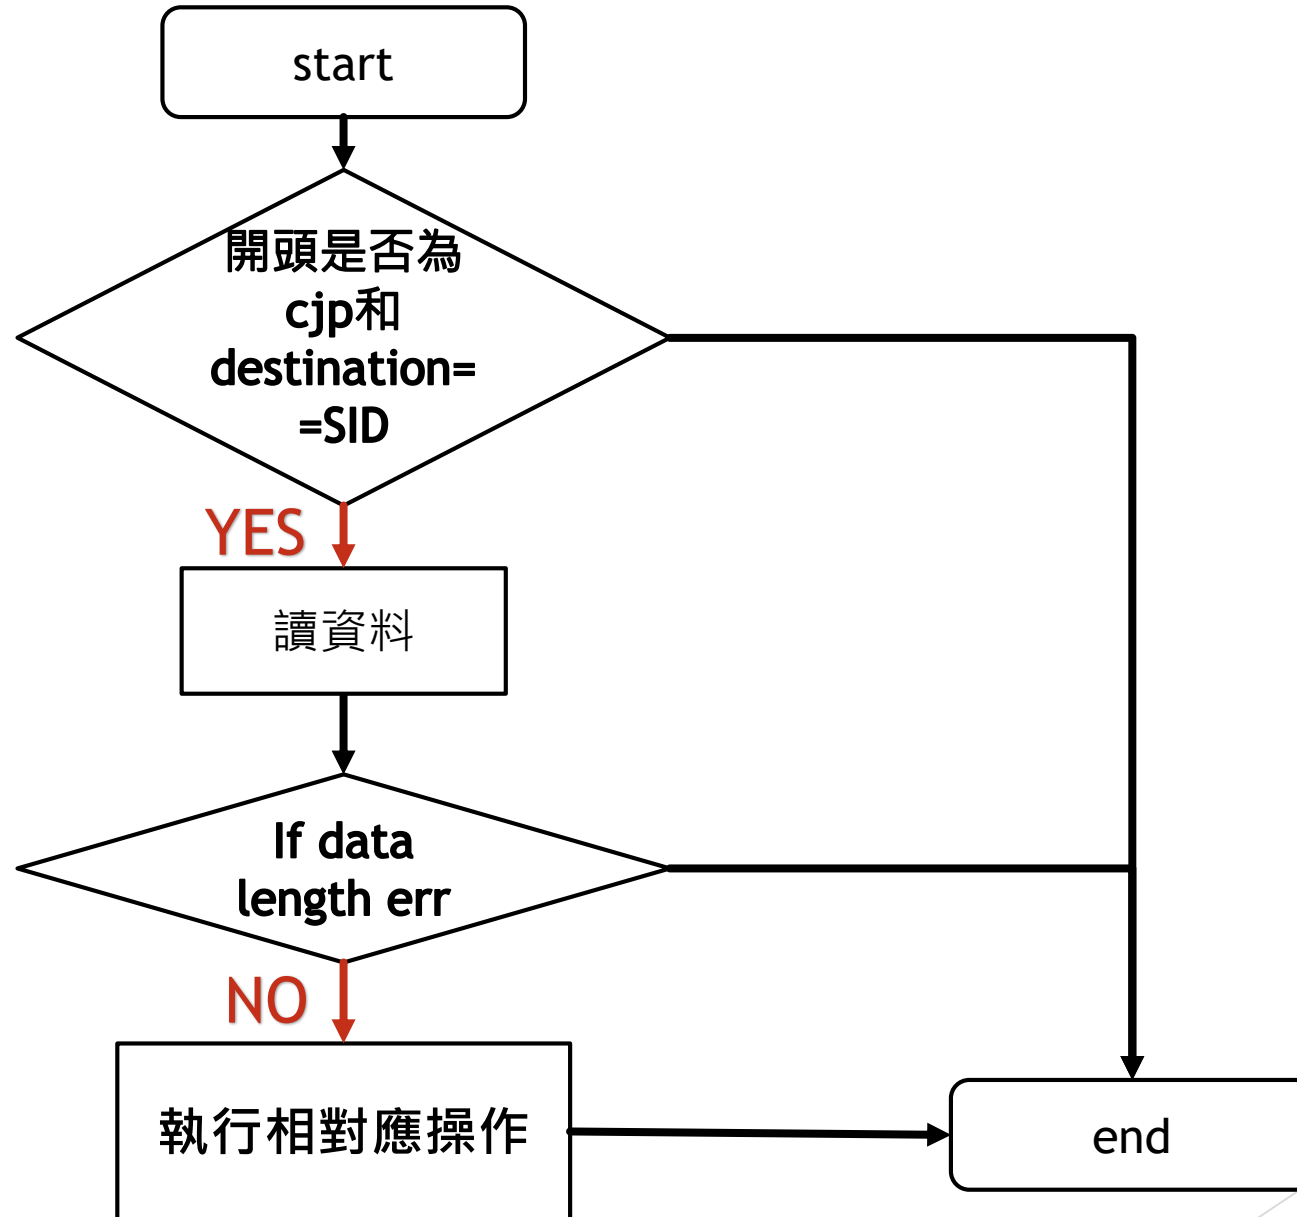 start
開頭是否為
cjp和
destination=
=SID
YES
讀資料
If data
length err
NO
執行相對應操作
end